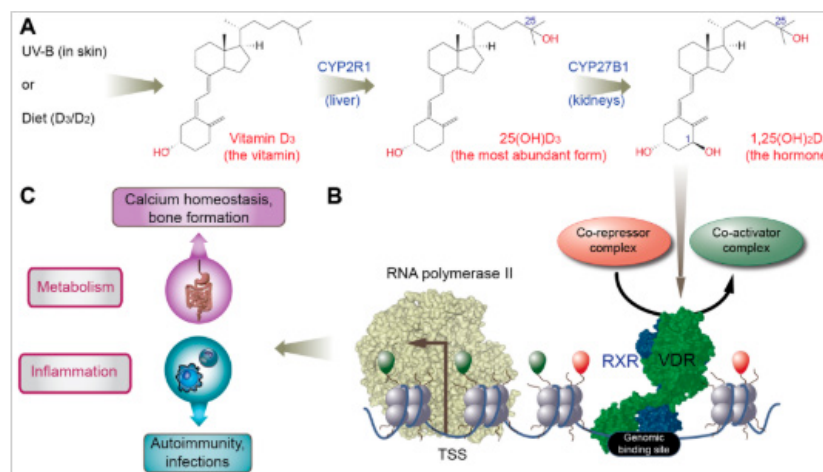 A
UV-B (in skin)
or
Diet (D3/D2)
CYP2R1
(liver)
CYP27B1
(kidneys)
25
OH
25
OH
HO
H
Vitamin D3
(the vitamin)
HO
H
25(OH)D3
(the most abundant form)
HO
H
1
OH
1,25(OH)2D
(the hormone
C
Calcium homeostasis,
bone formation
Metabolism
Inflammation
Autoimmunity,
infections
B
RNA polymerase II
TSS
Co-repressor
complex
Co-activator
complex
RXR
VDR
Genomic
binding site